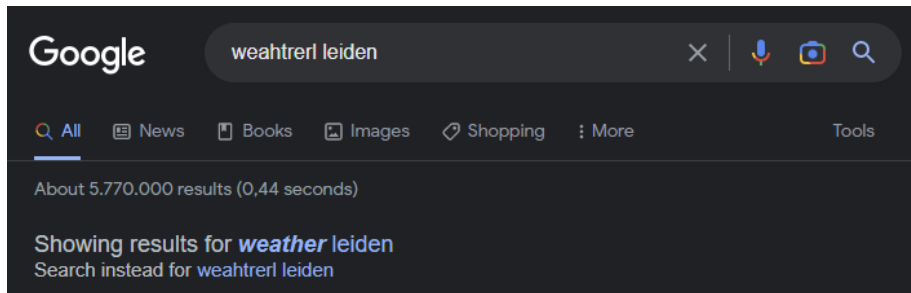 Google weahtrerl leiden
All News Books Images Shopping More Tools
About 5.770.000 results (0,44 seconds)
Showing results for weather leiden
Search instead for weahtrerl leiden